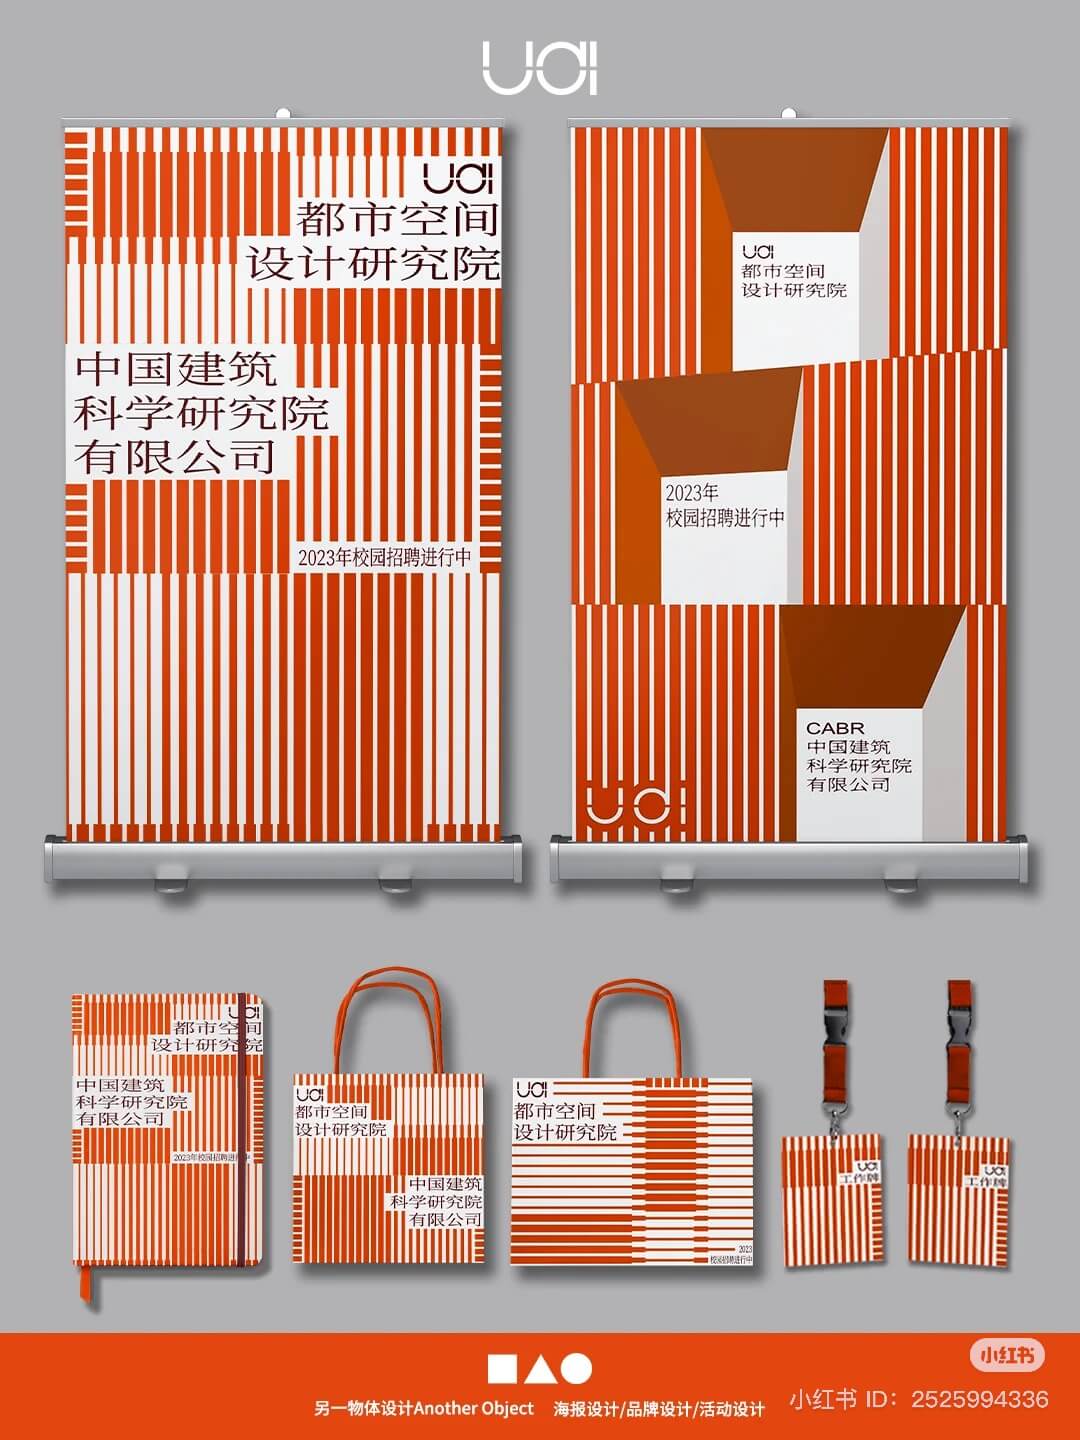 uai
uai
都市空间
设计研究院
中国建筑
科学研究院
有限公司
2023年校园招聘进行中
uai
都市空间
设计研究院
2023年
校园招聘进行中
CABR
中国建筑
科学研究院
有限公司
uai
uai
都市空间
设计研究院
中国建筑
科学研究院
有限公司
2023年校园招聘进行中
uai
都市空间
设计研究院
中国建筑
科学研究院
有限公司
uai
都市空间
设计研究院
2023
校园招聘进行中
uai
工作牌
uai
工作牌
小红书
小红书 ID：2525994336
另一物体设计Another Object 海报设计/品牌设计/活动设计